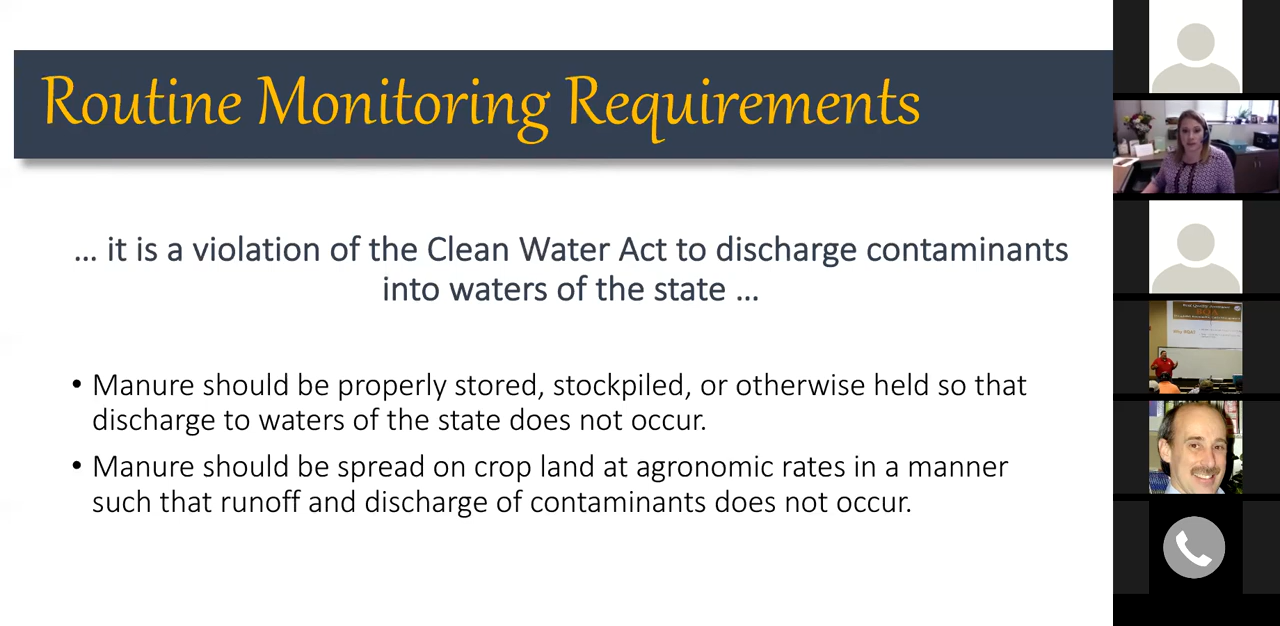 Routine Monitoring Requirements
... it is a violation of the Clean Water Act to discharge contaminants
into waters of the state ...
• Manure should be properly stored, stockpiled, or otherwise held so that
discharge to waters of the state does not occur.
• Manure should be spread on crop land at agronomic rates in a manner
such that runoff and discharge of contaminants does not occur.